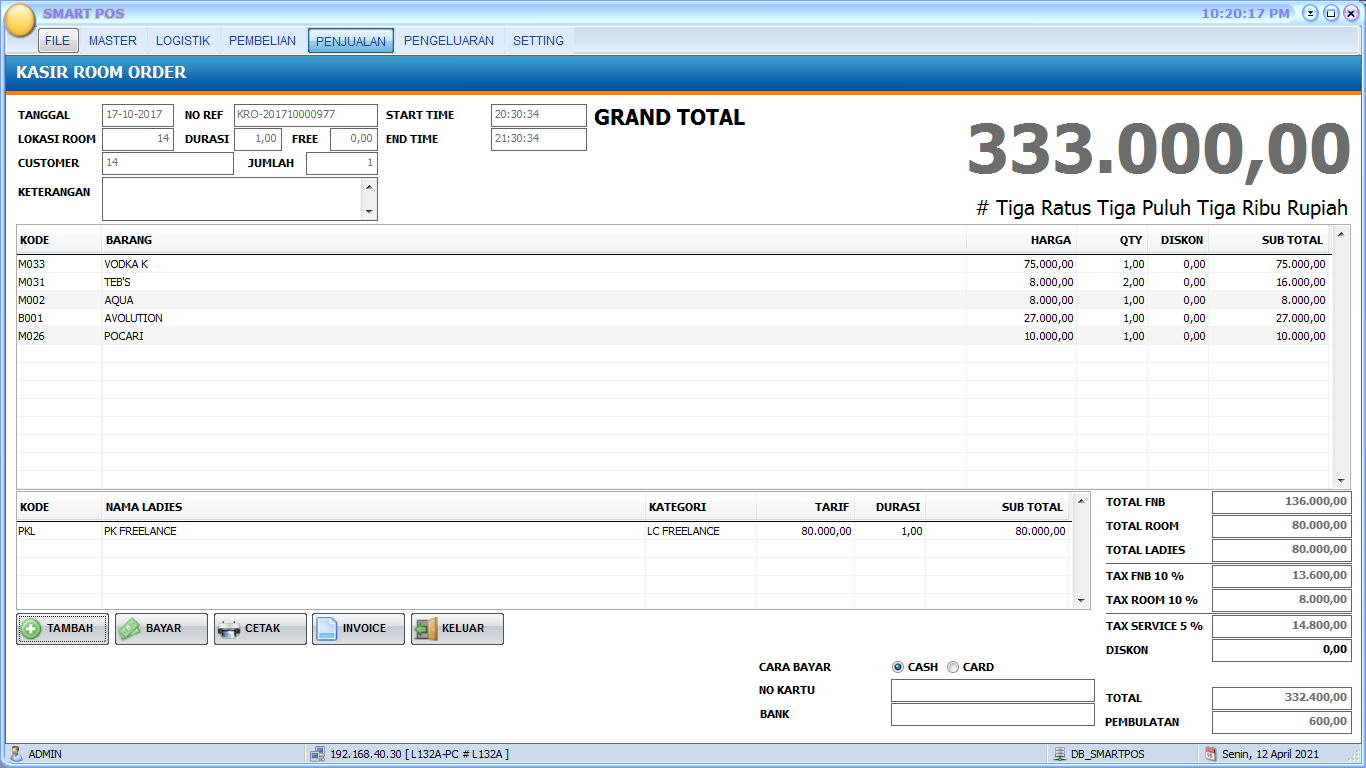 SMART POS 10:20:17 PM
FILE MASTER LOGISTIK PEMBELIAN PENJUALAN PENGELUARAN SETTING
KASIR ROOM ORDER
TANGGAL 17-10-2017 NO REF KRO-201710000977 START TIME 20:30:34 GRAND TOTAL
LOKASI ROOM 14 DURASI 1,00 FREE 0,00 END TIME 21:30:34
333.000,00
CUSTOMER 14 JUMLAH 1
KETERANGAN
# Tiga Ratus Tiga Puluh Tiga Ribu Rupiah
KODE BARANG HARGA QTY DISKON SUB TOTAL
M033 VODKA K 75.000,00 1,00 0,00 75.000,00
M031 TEB'S 8.000,00 2,00 0,00 16.000,00
M002 AQUA 8.000,00 1,00 0,00 8.000,00
B001 AVOLUTION 27.000,00 1,00 0,00 27.000,00
M026 POCARI 10.000,00 1,00 0,00 10.000,00
KODE NAMA LADIES KATEGORI TARIF DURASI SUB TOTAL
PKL PK FREELANCE LC FREELANCE 80.000,00 1,00 80.000,00
TOTAL FNB 136.000,00
TOTAL ROOM 80.000,00
TOTAL LADIES 80.000,00
TAX FNB 10 % 13.600,00
TAX ROOM 10 % 8.000,00
TAX SERVICE 5 % 14.800,00
DISKON 0,00
TAMBAH BAYAR CETAK INVOICE KELUAR
CARA BAYAR CASH CARD
NO KARTU
BANK
TOTAL 332.400,00
PEMBULATAN 600,00
ADMIN 192.168.40.30 [ L132A-PC # L132A ] DB_SMARTPOS Senin, 12 April 2021